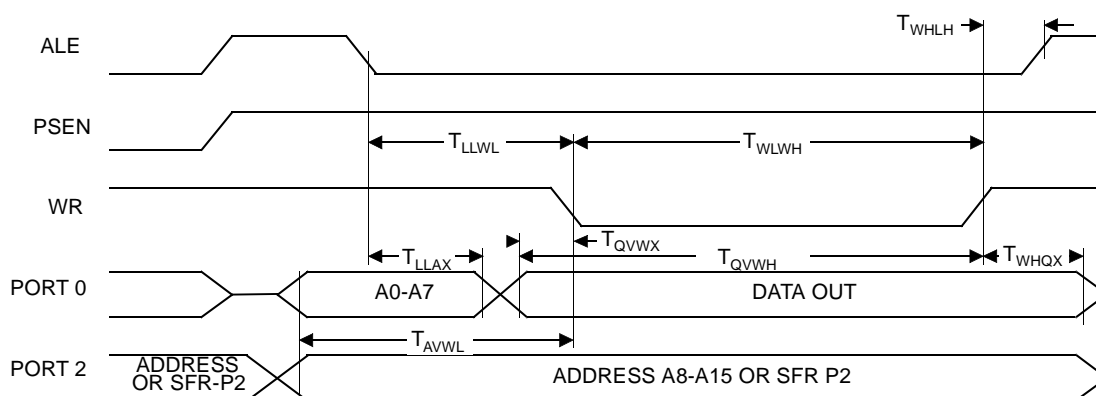 T_WHLH
ALE
PSEN
T_LLWL
T_WLWH
WR
T_LLAX
T_QVWX
T_QVWH
T_WHQX
PORT 0
A0-A7
DATA OUT
T_AVWL
PORT 2
ADDRESS
OR SFR-P2
ADDRESS A8-A15 OR SFR P2